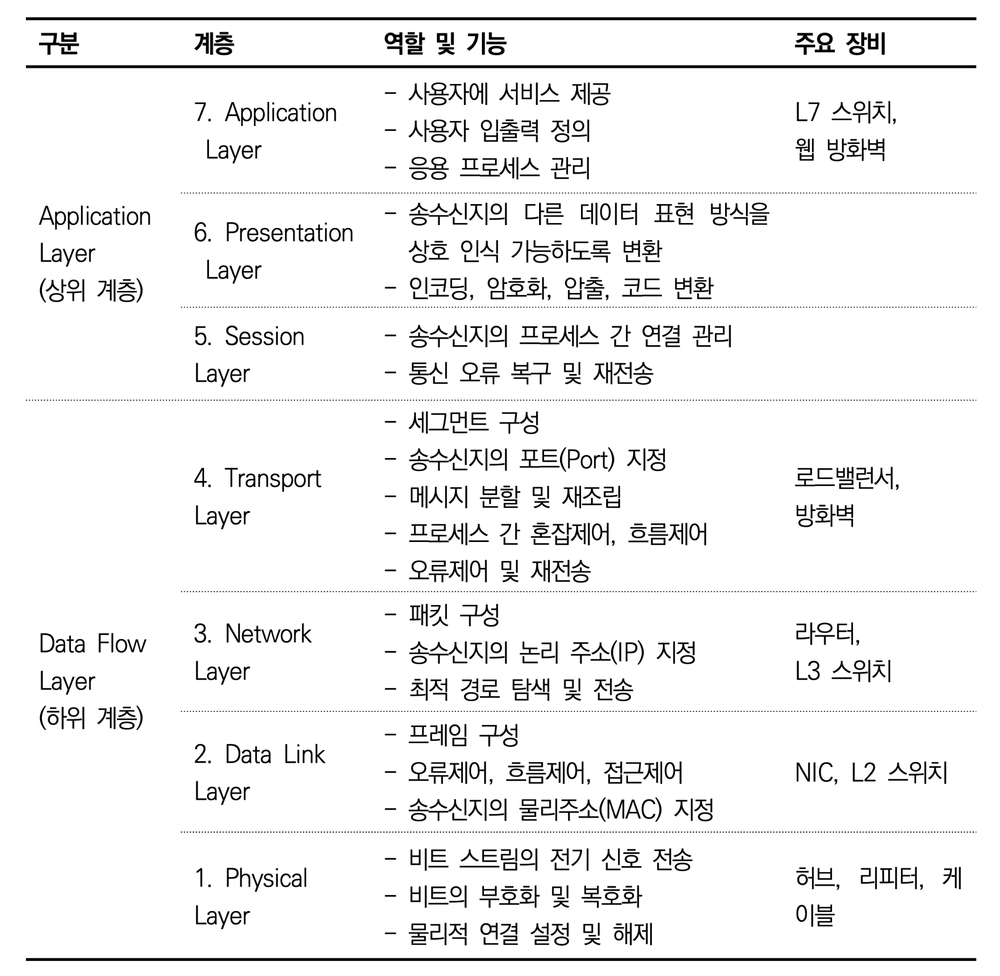 구분 계층 역할 및 기능 주요 장비
Application
Layer
(상위 계층)
7. Application
Layer
- 사용자에 서비스 제공
- 사용자 입출력 정의
- 응용 프로세스 관리
L7 스위치,
웹 방화벽
6. Presentation
Layer
- 송수신지의 다른 데이터 표현 방식을
상호 인식 가능하도록 변환
- 인코딩, 암호화, 압출, 코드 변환
5. Session
Layer
- 송수신지의 프로세스 간 연결 관리
- 통신 오류 복구 및 재전송
Data Flow
Layer
(하위 계층)
4. Transport
Layer
- 세그먼트 구성
- 송수신지의 포트(Port) 지정
- 메시지 분할 및 재조립
- 프로세스 간 혼잡제어, 흐름제어
- 오류제어 및 재전송
로드밸런서,
방화벽
3. Network
Layer
- 패킷 구성
- 송수신지의 논리 주소(IP) 지정
- 최적 경로 탐색 및 전송
라우터,
L3 스위치
2. Data Link
Layer
- 프레임 구성
- 오류제어, 흐름제어, 접근제어
- 송수신지의 물리주소(MAC) 지정
NIC, L2 스위치
1. Physical
Layer
- 비트 스트림의 전기 신호 전송
- 비트의 부호화 및 복호화
- 물리적 연결 설정 및 해제
허브, 리피터, 케
이블